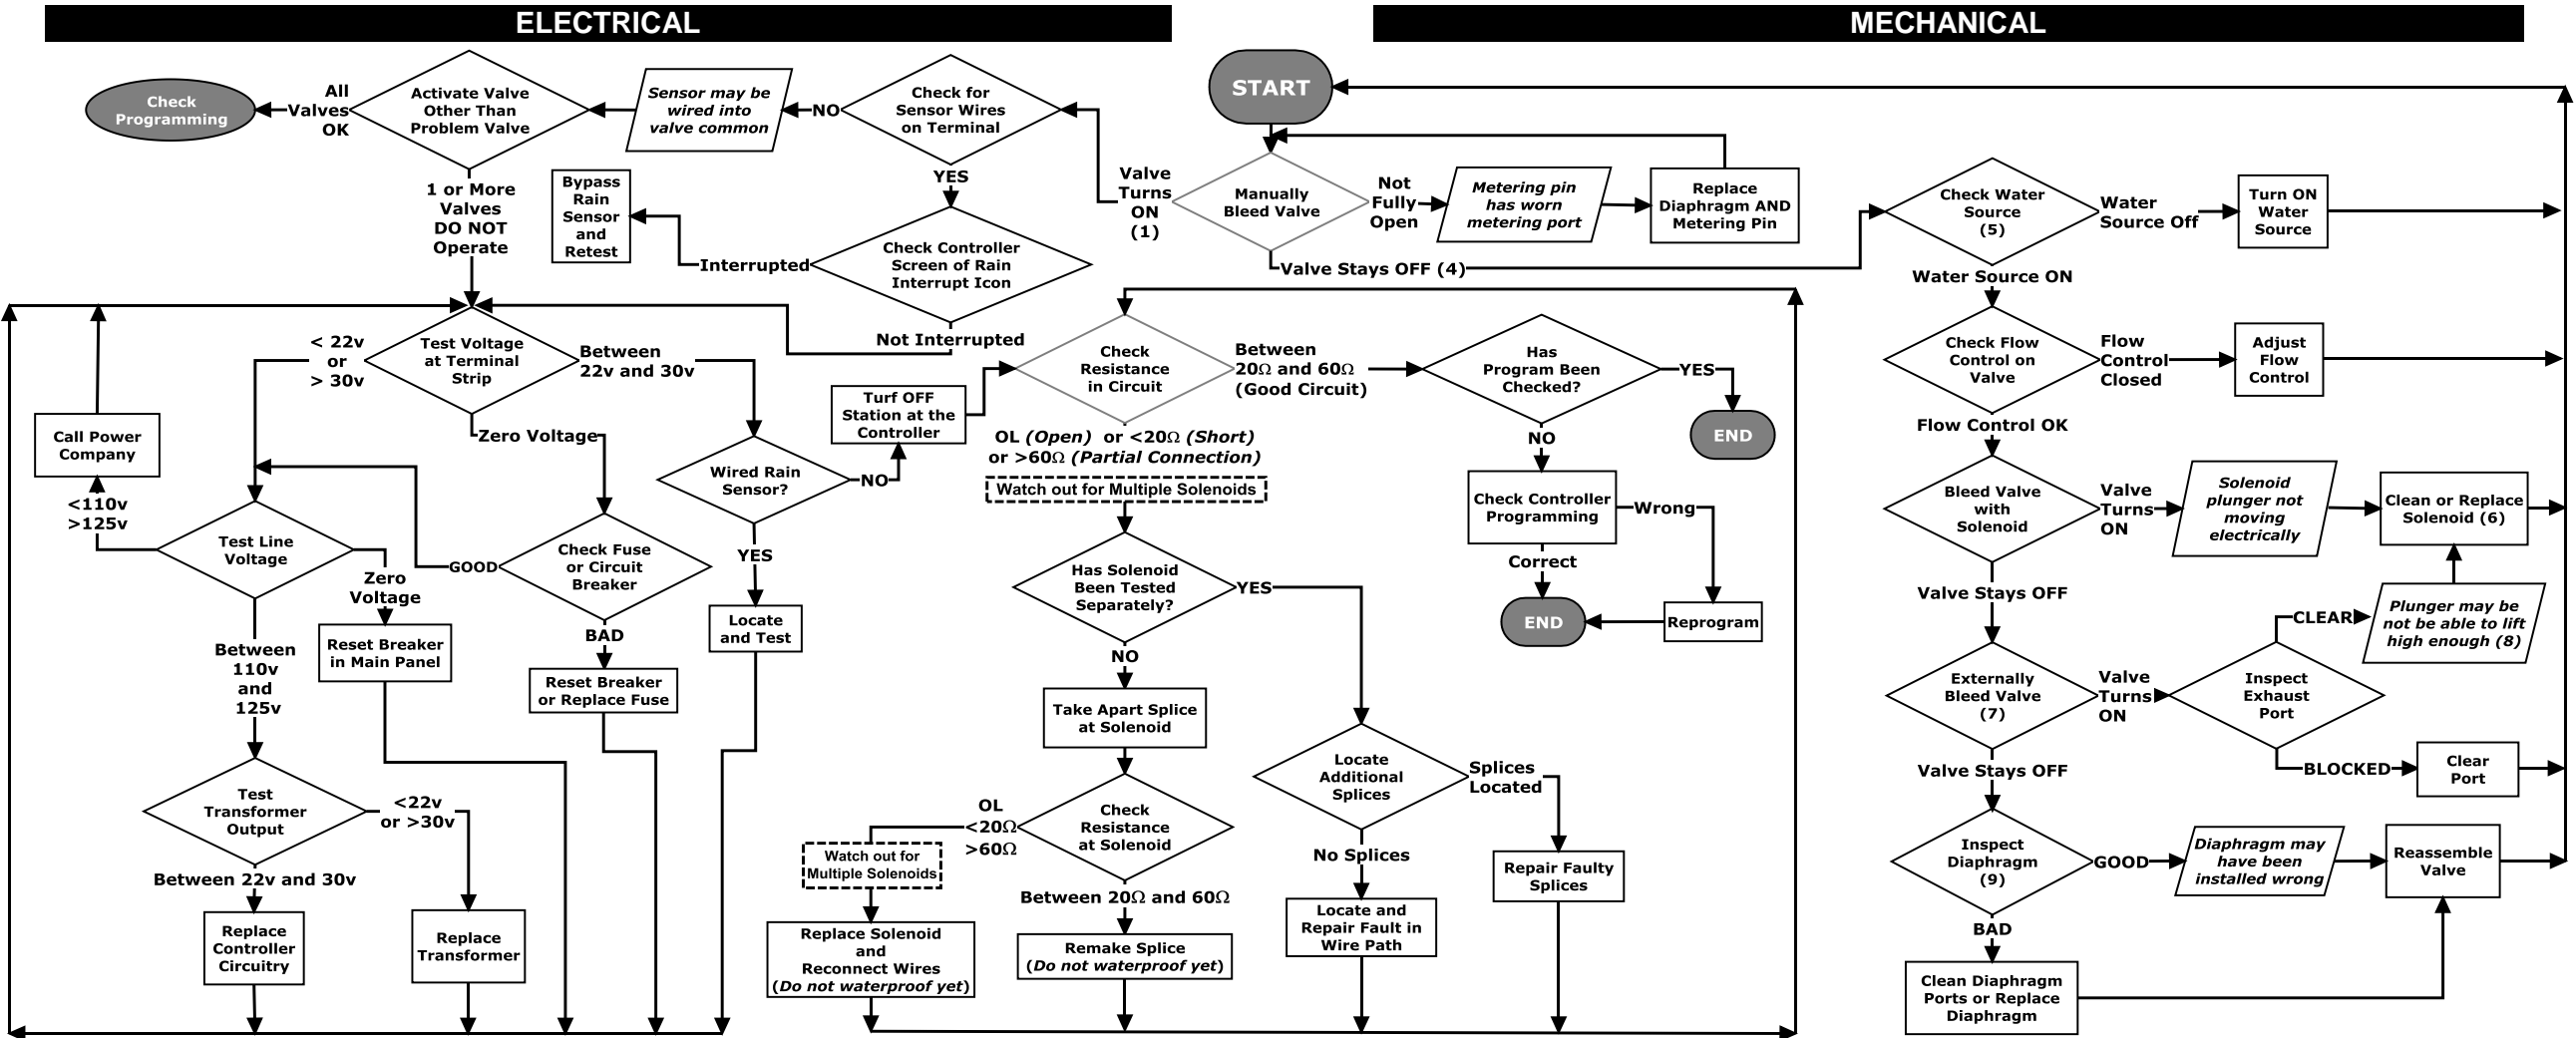 ELECTRICAL
MECHANICAL
START
Check
Programming
All
Valves
OK
Activate Valve
Other Than
Problem Valve
Sensor may be
wired into
valve common
NO
Check for
Sensor Wires
on Terminal
1 or More
Valves
DO NOT
Operate
Bypass
Rain
Sensor
and
Retest
YES
Interrupted
Check Controller
Screen of Rain
Interrupt Icon
Not Interrupted
Valve
Turns
ON
(1)
Manually
Bleed Valve
Not
Fully
Open
Metering pin
has worn
metering port
Replace
Diaphragm AND
Metering Pin
Valve Stays OFF (4)
< 22v
or
> 30v
Test Voltage
at Terminal
Strip
Between
22v and 30v
Zero Voltage
Call Power
Company
<110v
>125v
Test Line
Voltage
Zero
Voltage
GOOD
Check Fuse
or Circuit
Breaker
BAD
Reset Breaker
or Replace Fuse
Reset Breaker
in Main Panel
Between
110v
and
125v
Test
Transformer
Output
<22v
or >30v
Between 22v and 30v
Replace
Controller
Circuitry
Replace
Transformer
Wired Rain
Sensor?
NO
YES
Locate
and Test
Turf OFF
Station at the
Controller
Check
Resistance
in Circuit
Between
20Ω and 60Ω
(Good Circuit)
Has
Program Been
Checked?
YES
END
NO
Check Controller
Programming
Wrong
Correct
END
Reprogram
OL (Open) or <20Ω (Short)
or >60Ω (Partial Connection)
Watch out for Multiple Solenoids
Has Solenoid
Been Tested
Separately?
YES
NO
Take Apart Splice
at Solenoid
Check
Resistance
at Solenoid
OL
<20Ω
>60Ω
Watch out for
Multiple Solenoids
Replace Solenoid
and
Reconnect Wires
(Do not waterproof yet)
Between 20Ω and 60Ω
Remake Splice
(Do not waterproof yet)
Locate
Additional
Splices
Splices
Located
No Splices
Locate and
Repair Fault in
Wire Path
Repair Faulty
Splices
Check Water
Source
(5)
Water
Source Off
Turn ON
Water
Source
Water Source ON
Check Flow
Control on
Valve
Flow
Control
Closed
Adjust
Flow
Control
Flow Control OK
Bleed Valve
with
Solenoid
Valve
Turns
ON
Solenoid
plunger not
moving
electrically
Clean or Replace
Solenoid (6)
Valve Stays OFF
Externally
Bleed Valve
(7)
Valve
Turns
ON
Inspect
Exhaust
Port
CLEAR
Plunger may be
not be able to lift
high enough (8)
BLOCKED
Clear
Port
Valve Stays OFF
Inspect
Diaphragm
(9)
GOOD
Diaphragm may
have been
installed wrong
Reassemble
Valve
BAD
Clean Diaphragm
Ports or Replace
Diaphragm